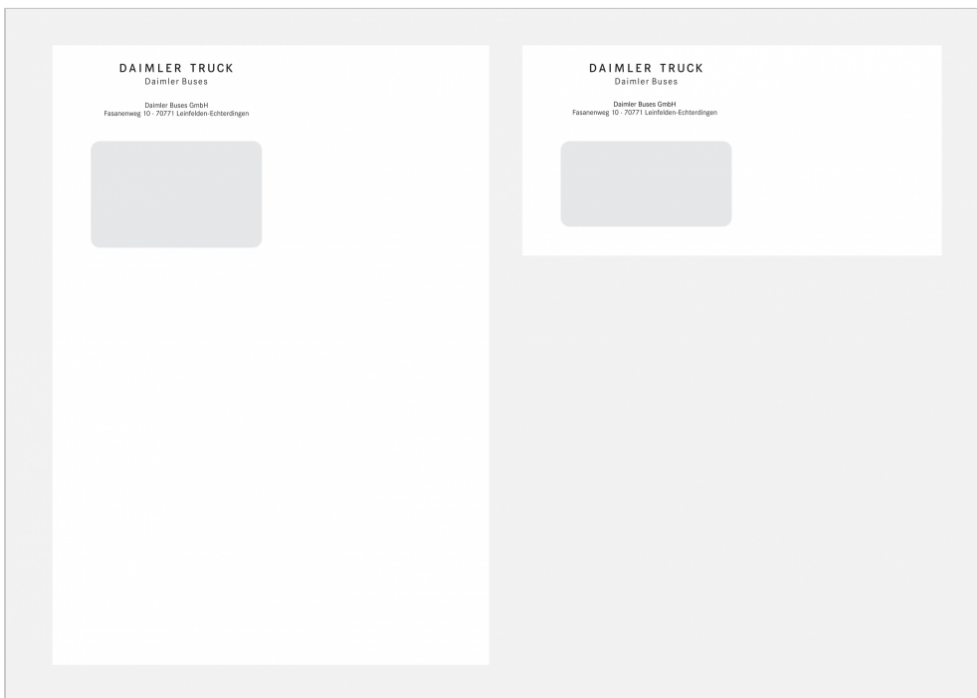 DAIMLER TRUCK
Daimler Buses
Daimler Buses GmbH
Fasanenweg 10 - 70771 Leinfelden-Echterdingen
DAIMLER TRUCK
Daimler Buses
Daimler Buses GmbH
Fasanenweg 10 - 70771 Leinfelden-Echterdingen